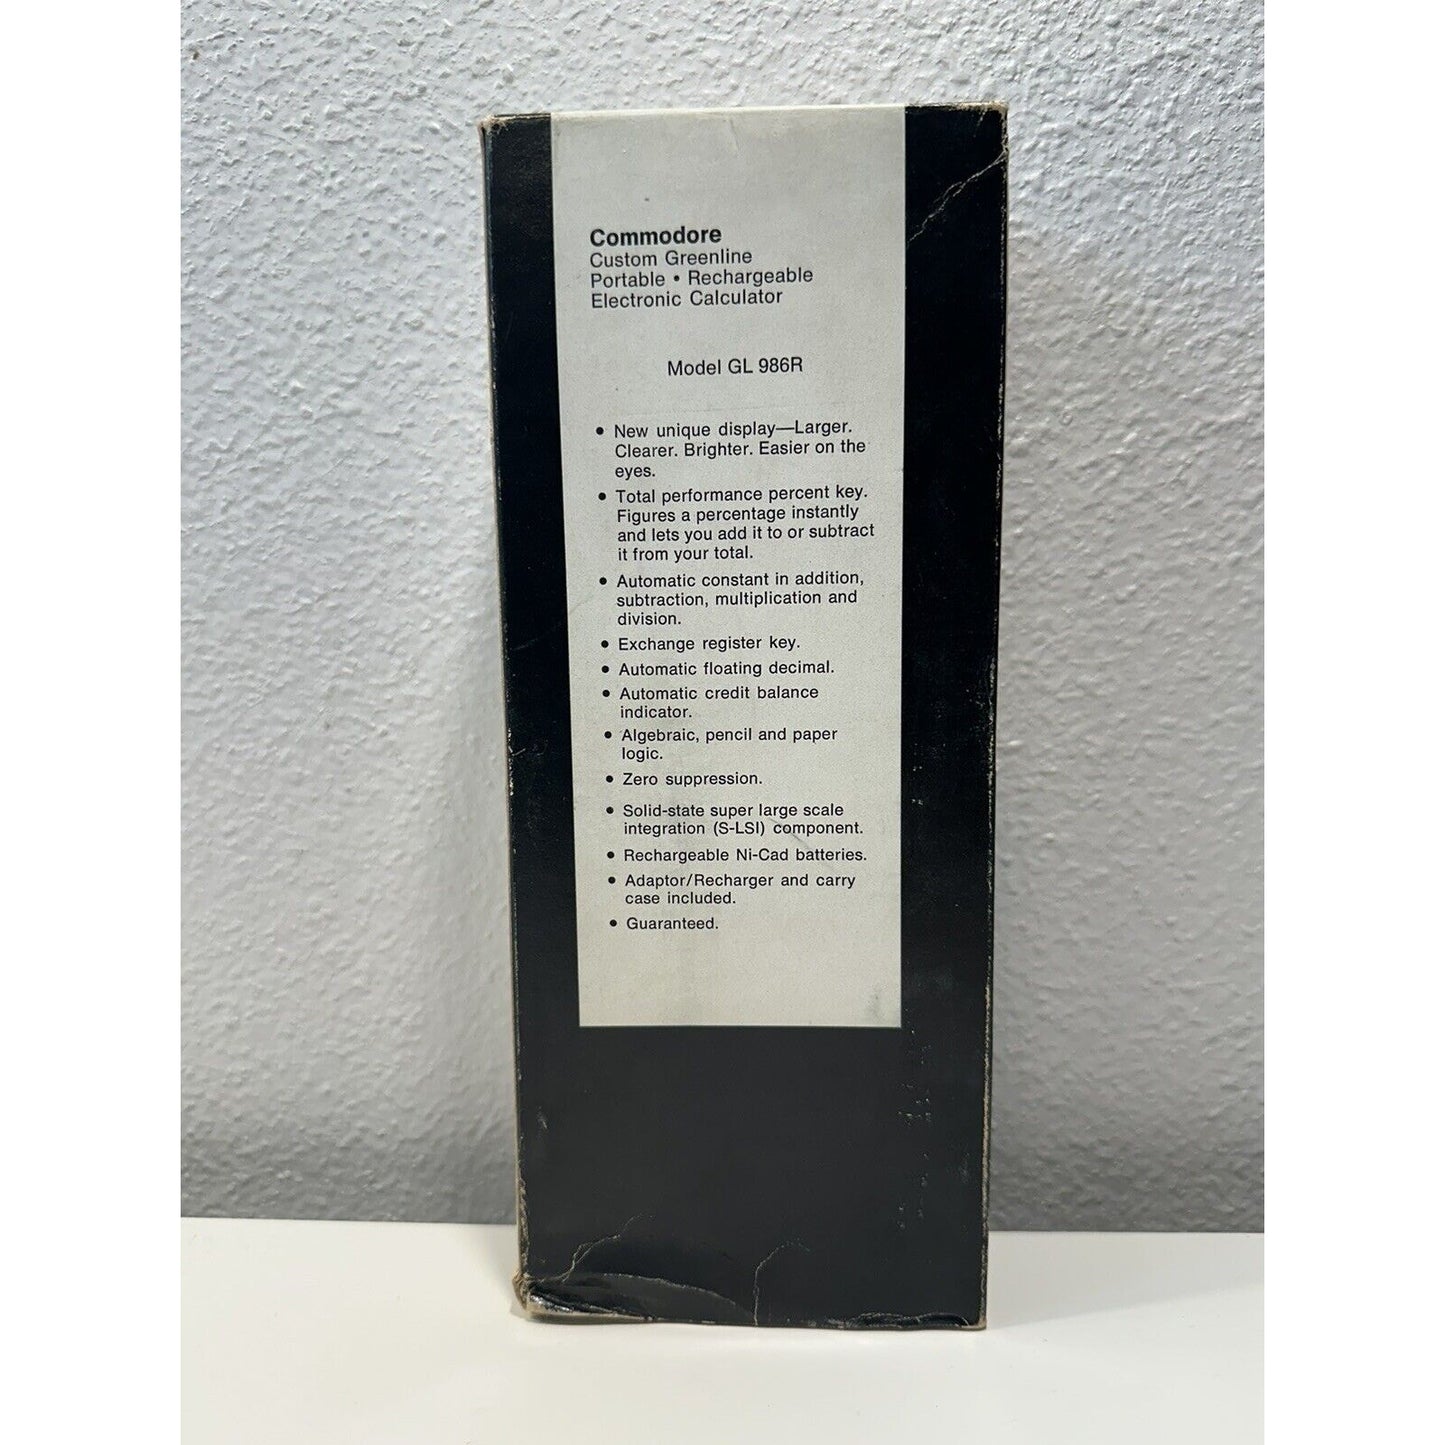 Commodore
Custom Greenline
Portable • Rechargeable
Electronic Calculator
Model GL 986R
• New unique display—Larger.
Clearer. Brighter. Easier on the
eyes.
• Total performance percent key.
Figures a percentage instantly
and lets you add it to or subtract
it from your total.
• Automatic constant in addition,
subtraction, multiplication and
division.
• Exchange register key.
• Automatic floating decimal.
• Automatic credit balance
indicator.
• Algebraic, pencil and paper
logic.
• Zero suppression.
• Solid-state super large scale
integration (S-LSI) component.
• Rechargeable Ni-Cad batteries.
• Adaptor/Recharger and carry
case included.
• Guaranteed.